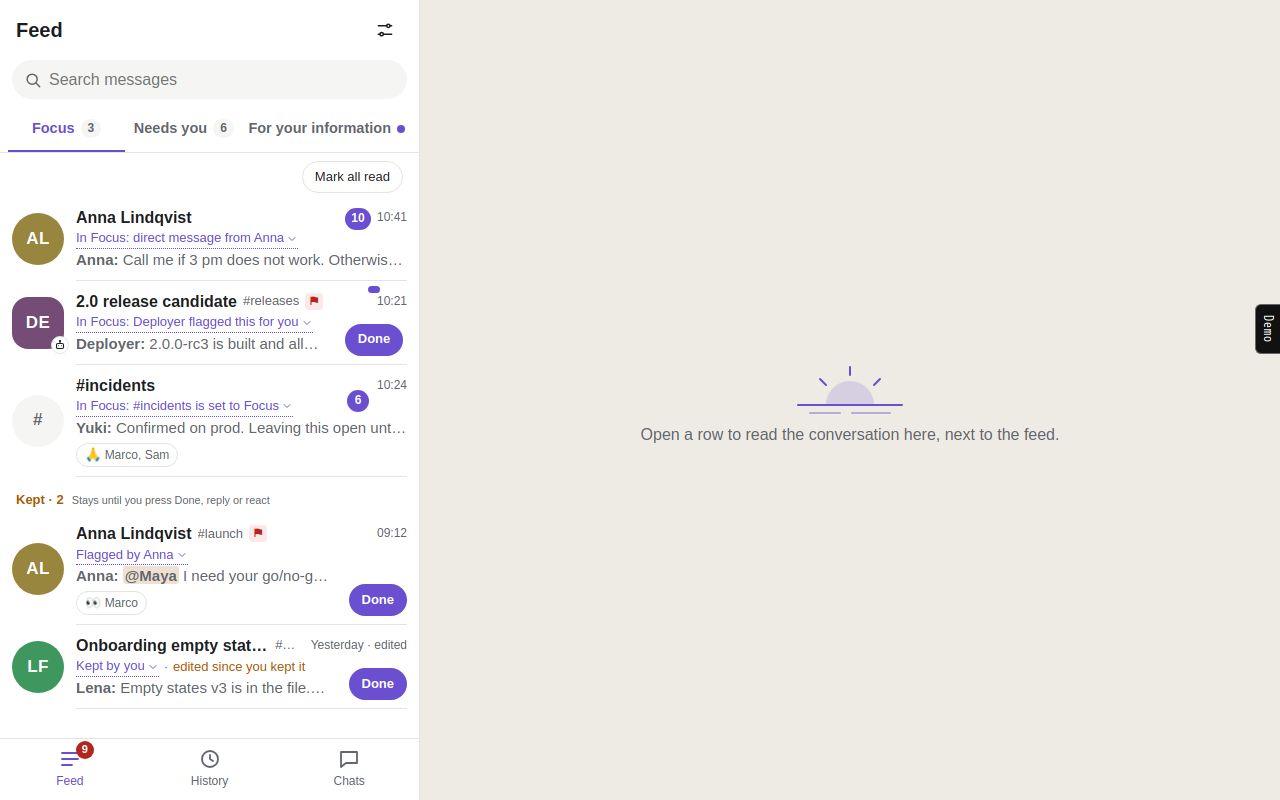 Feed
Search messages
Focus 3 Needs you 6 For your information
Mark all read
AL
Anna Lindqvist 10 10:41
In Focus: direct message from Anna
Anna: Call me if 3 pm does not work. Otherwis…
DE
2.0 release candidate #releases 10:21
In Focus: Deployer flagged this for you
Deployer: 2.0.0-rc3 is built and all…
Done
#
#incidents 10:24
In Focus: #incidents is set to Focus 6
Yuki: Confirmed on prod. Leaving this open unt…
🙏 Marco, Sam
Kept · 2 Stays until you press Done, reply or react
AL
Anna Lindqvist #launch 09:12
Flagged by Anna
Anna: @Maya I need your go/no-g…
👀 Marco
Done
LF
Onboarding empty stat… #… Yesterday · edited
Kept by you · edited since you kept it
Lena: Empty states v3 is in the file.…
Done
9
Feed History Chats
Open a row to read the conversation here, next to the feed.
Demo